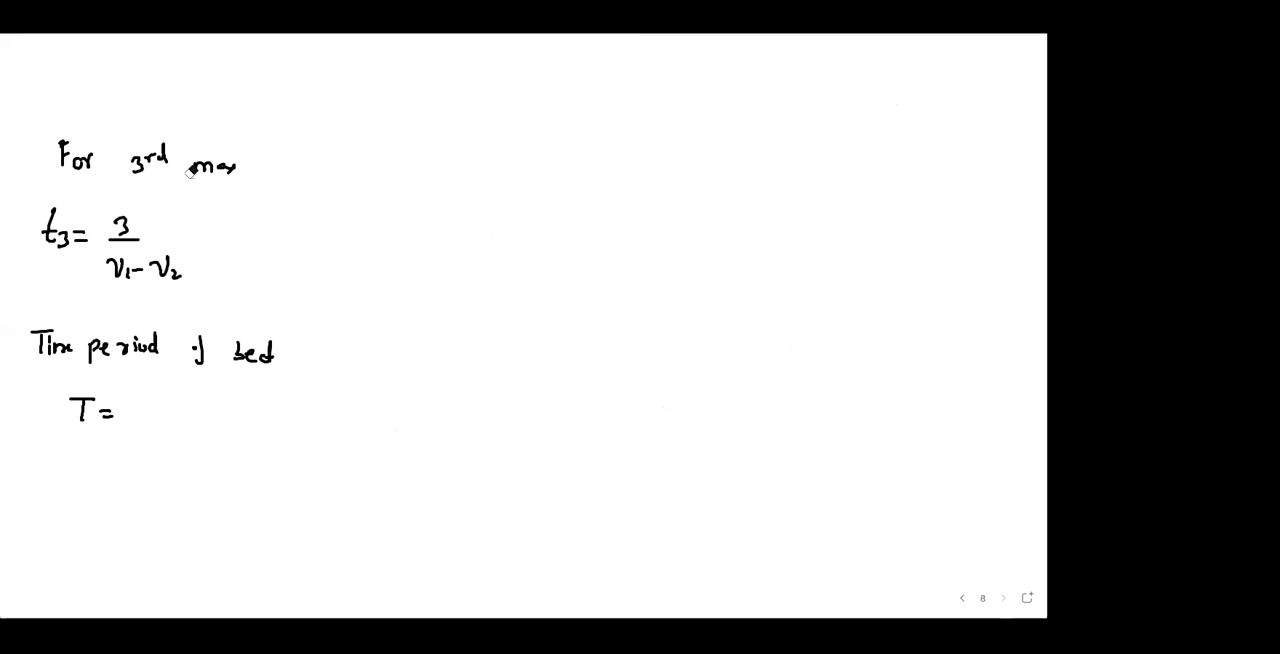 For 3rd max
t₃ = 3 / ν₁ - ν₂
Time period of beat
T =
8